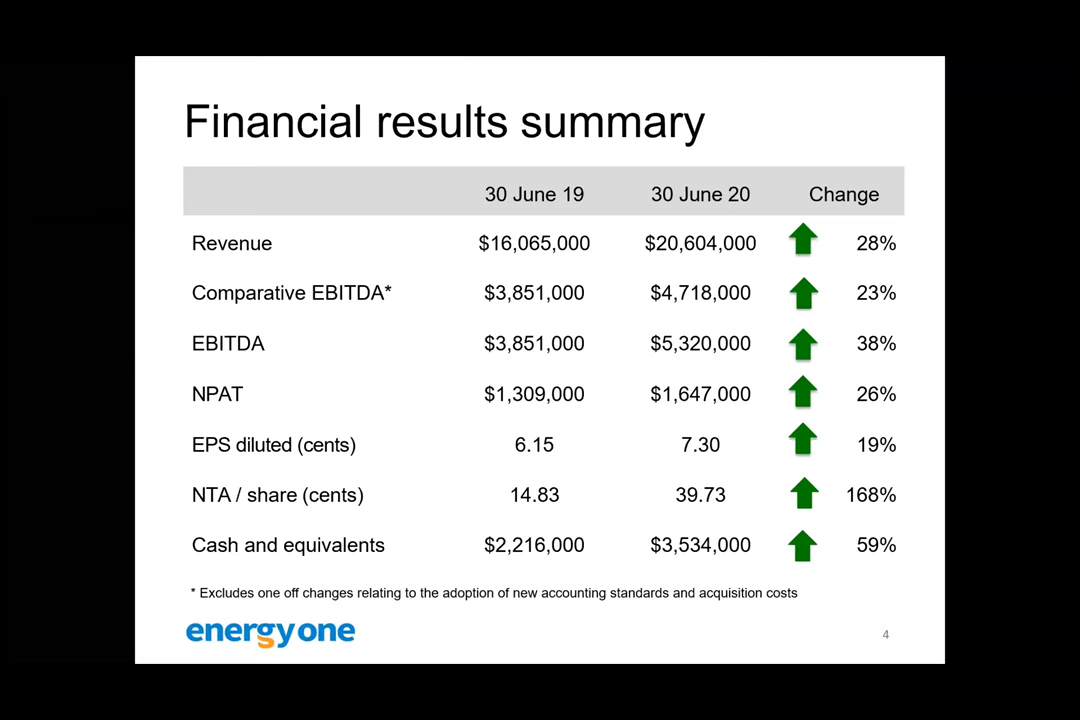 Financial results summary
30 June 19 30 June 20 Change
Revenue $16,065,000 $20,604,000 28%
Comparative EBITDA* $3,851,000 $4,718,000 23%
EBITDA $3,851,000 $5,320,000 38%
NPAT $1,309,000 $1,647,000 26%
EPS diluted (cents) 6.15 7.30 19%
NTA / share (cents) 14.83 39.73 168%
Cash and equivalents $2,216,000 $3,534,000 59%
* Excludes one off changes relating to the adoption of new accounting standards and acquisition costs
energyone 4